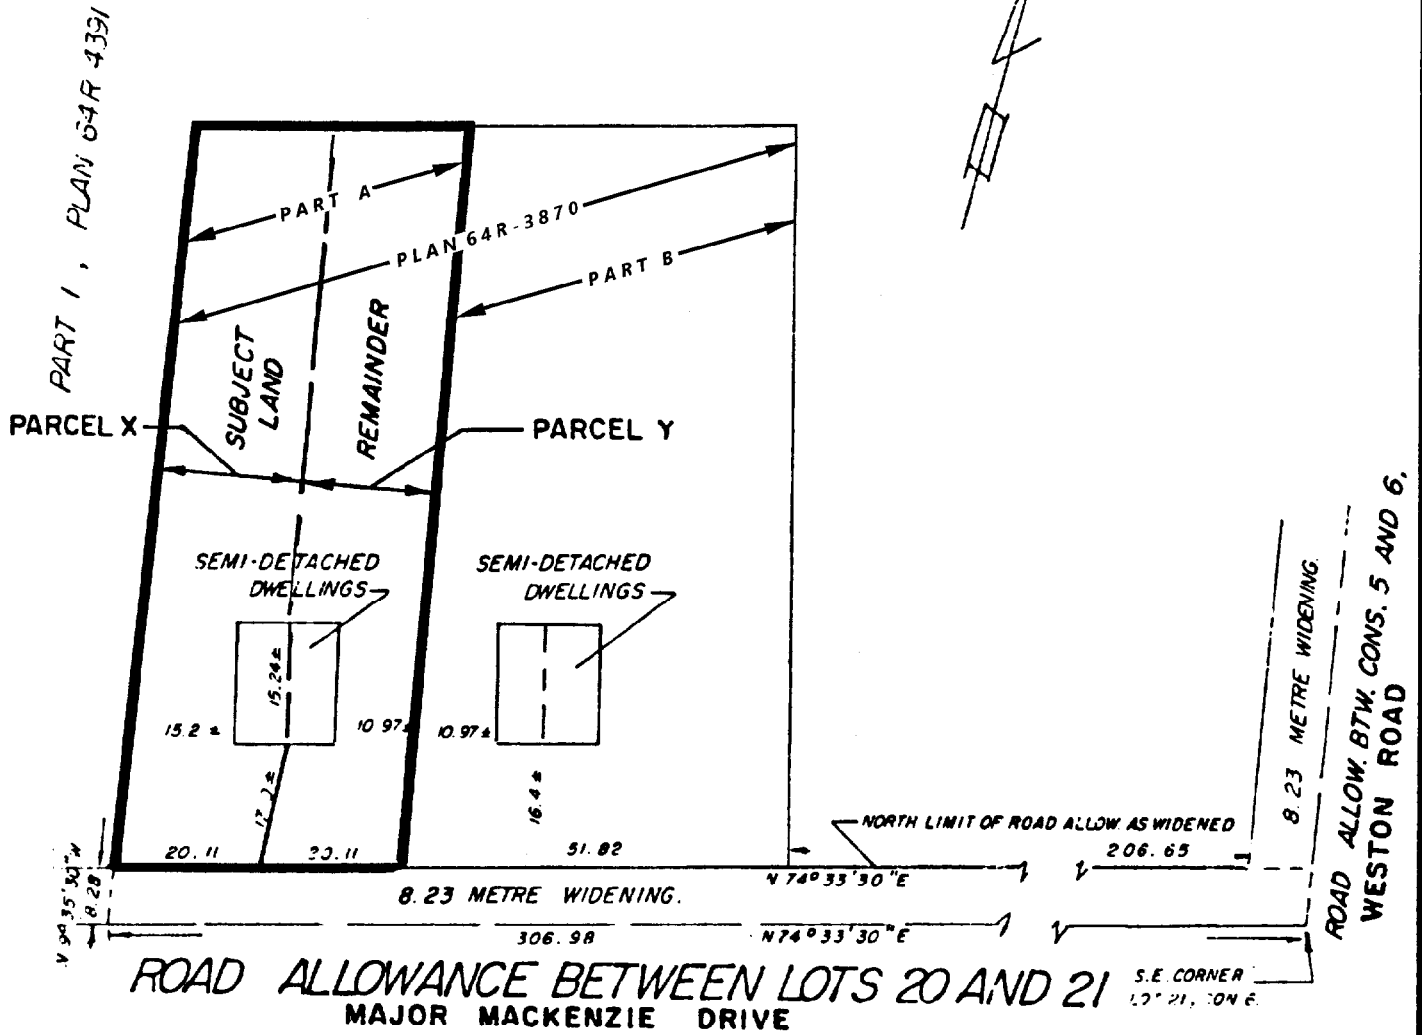 PART 1, PLAN 64R 4391
PART A
PLAN 64R-3870
PART B
SUBJECT
LAND
REMAINDER
PARCEL X
PARCEL Y
SEMI-DETACHED
DWELLINGS
SEMI-DETACHED
DWELLINGS
15.24±
15.2 ±
10.97±
10.97±
16.4 ±
20.11
51.82
NORTH LIMIT OF ROAD ALLOW. AS WIDENED
206.65
N 74° 33' 30" E
8.28
8.23 METRE WIDENING.
306.98
N 74° 33' 30" E
ROAD ALLOWANCE BETWEEN LOTS 20 AND 21
MAJOR MACKENZIE DRIVE
S.E. CORNER
8.23 METRE WIDENING.
ROAD ALLOW. BTW. CONS. 5 AND 6,
WESTON ROAD